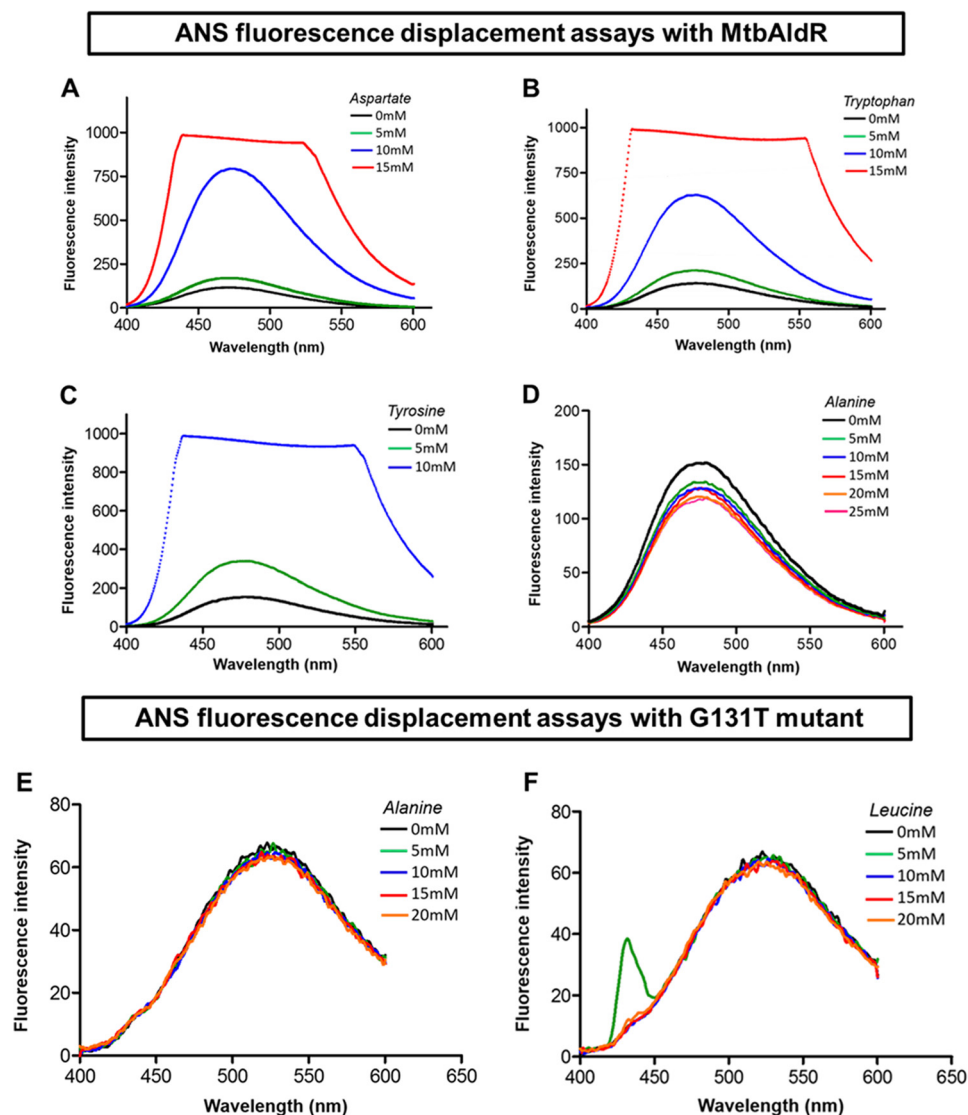 ANS fluorescence displacement assays with MtbAldR
A
Aspartate
0mM
5mM
10mM
15mM
Fluorescence intensity
1000
750
500
250
0
400 450 500 550 600
Wavelength (nm)
B
Tryptophan
0mM
5mM
10mM
15mM
Fluorescence intensity
1000
750
500
250
0
400 450 500 550 600
Wavelength (nm)
C
Tyrosine
0mM
5mM
10mM
Fluorescence intensity
1000
800
600
400
200
0
400 450 500 550 600
Wavelength (nm)
D
Alanine
0mM
5mM
10mM
15mM
20mM
25mM
Fluorescence intensity
200
150
100
50
0
400 450 500 550 600
Wavelength (nm)
ANS fluorescence displacement assays with G131T mutant
E
Alanine
0mM
5mM
10mM
15mM
20mM
Fluorescence intensity
80
60
40
20
0
400 450 500 550 600 650
Wavelength (nm)
F
Leucine
0mM
5mM
10mM
15mM
20mM
Fluorescence intensity
80
60
40
20
0
400 450 500 550 600 650
Wavelength (nm)